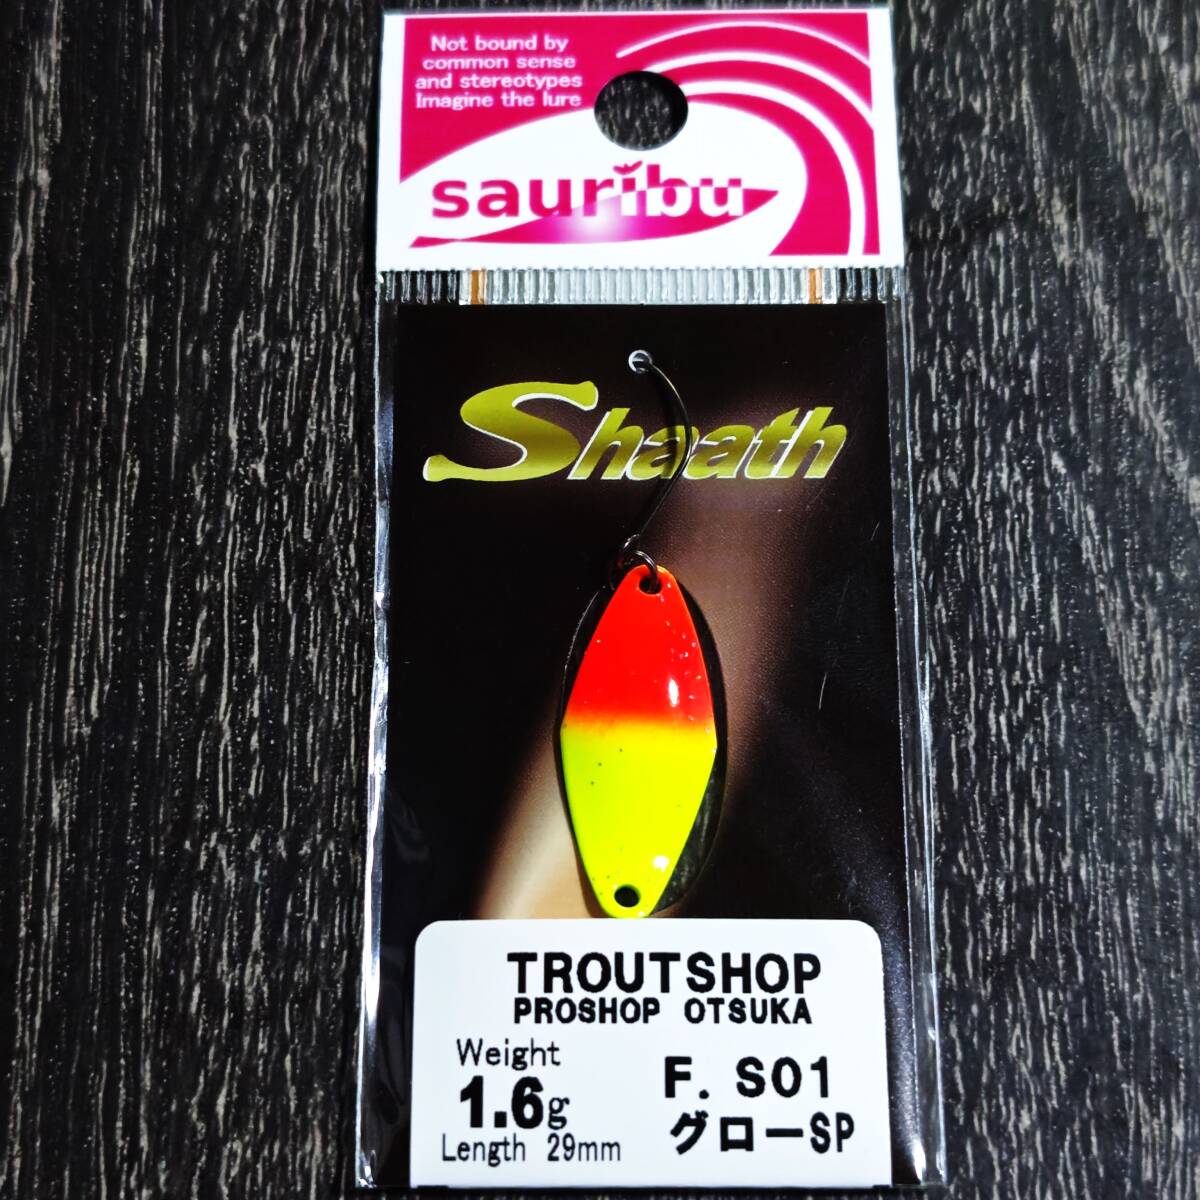 Not bound by
common sense
and stereotypes
Imagine the lure
sauribu
Shaath
TROUTSHOP
PROSHOP OTSUKA
Weight
1.6g
Length 29mm
F. S01
グローSP